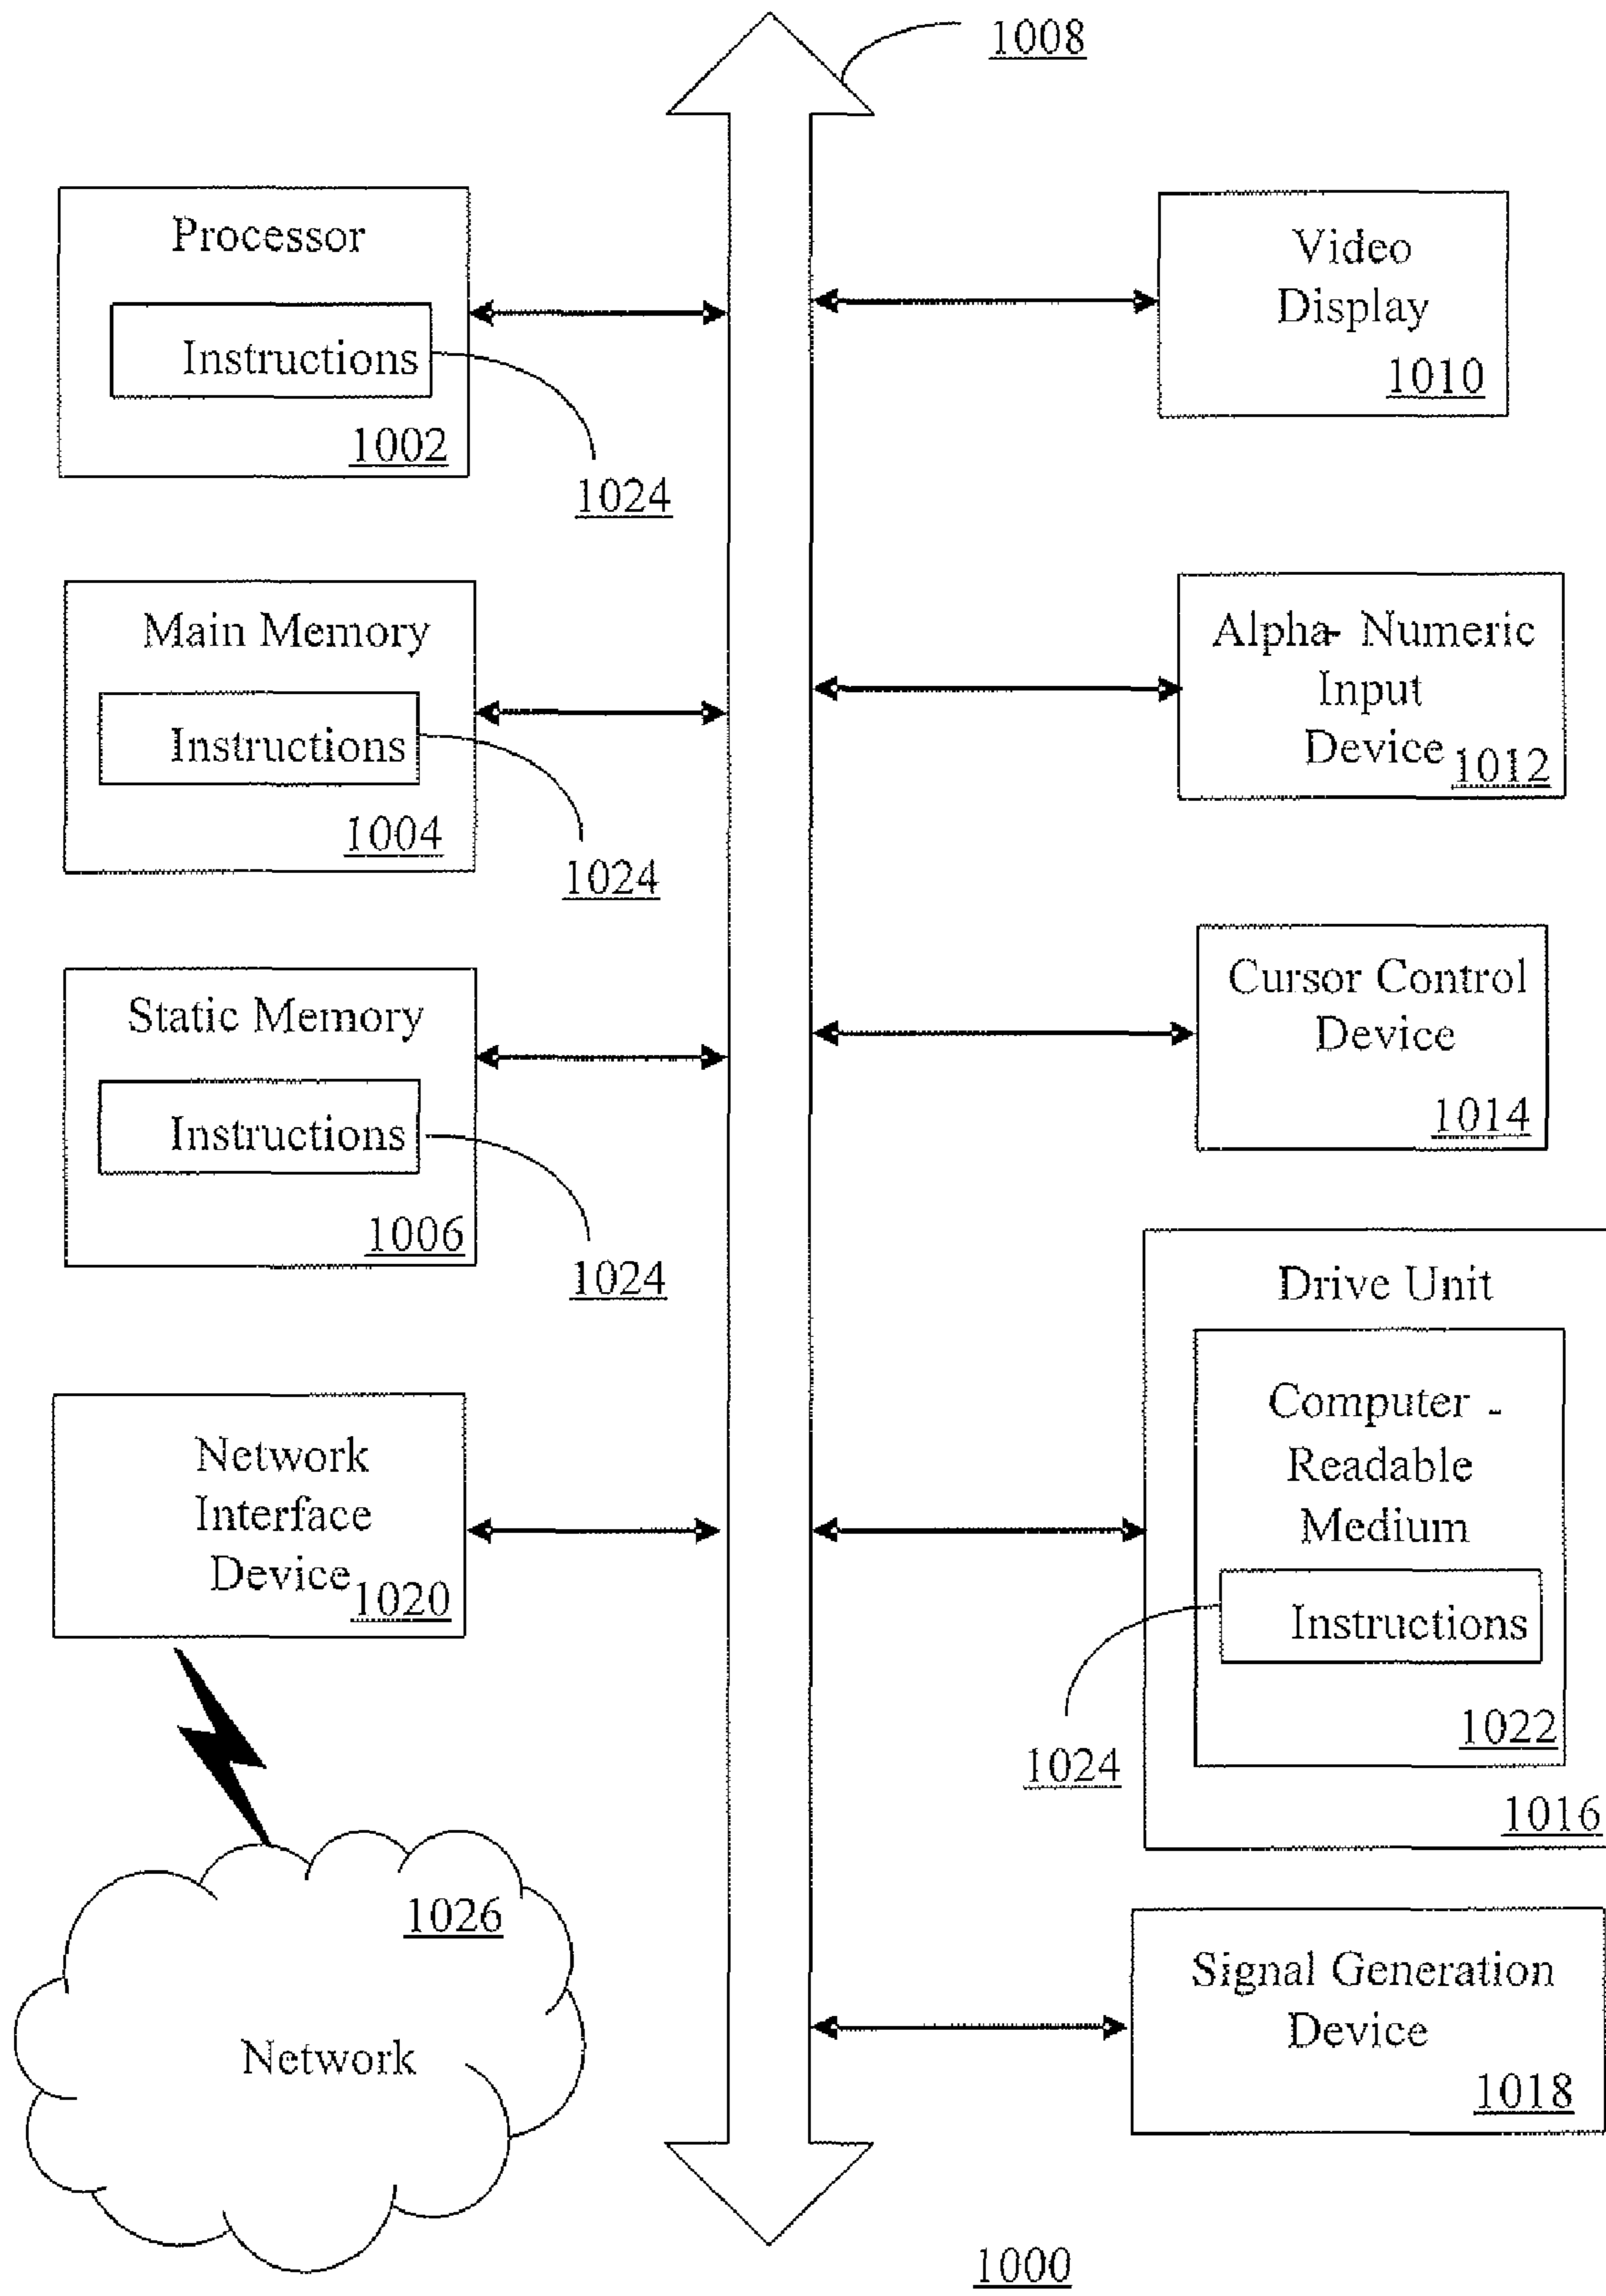 1008
Processor
Instructions
1002
1024
Video
Display
1010
Main Memory
Instructions
1004
1024
Alpha- Numeric
Input
Device
1012
Static Memory
Instructions
1006
1024
Cursor Control
Device
1014
Network
Interface
Device
1020
Drive Unit
Computer -
Readable
Medium
Instructions
1022
1024
1016
1026
Network
Signal Generation
Device
1018
1000